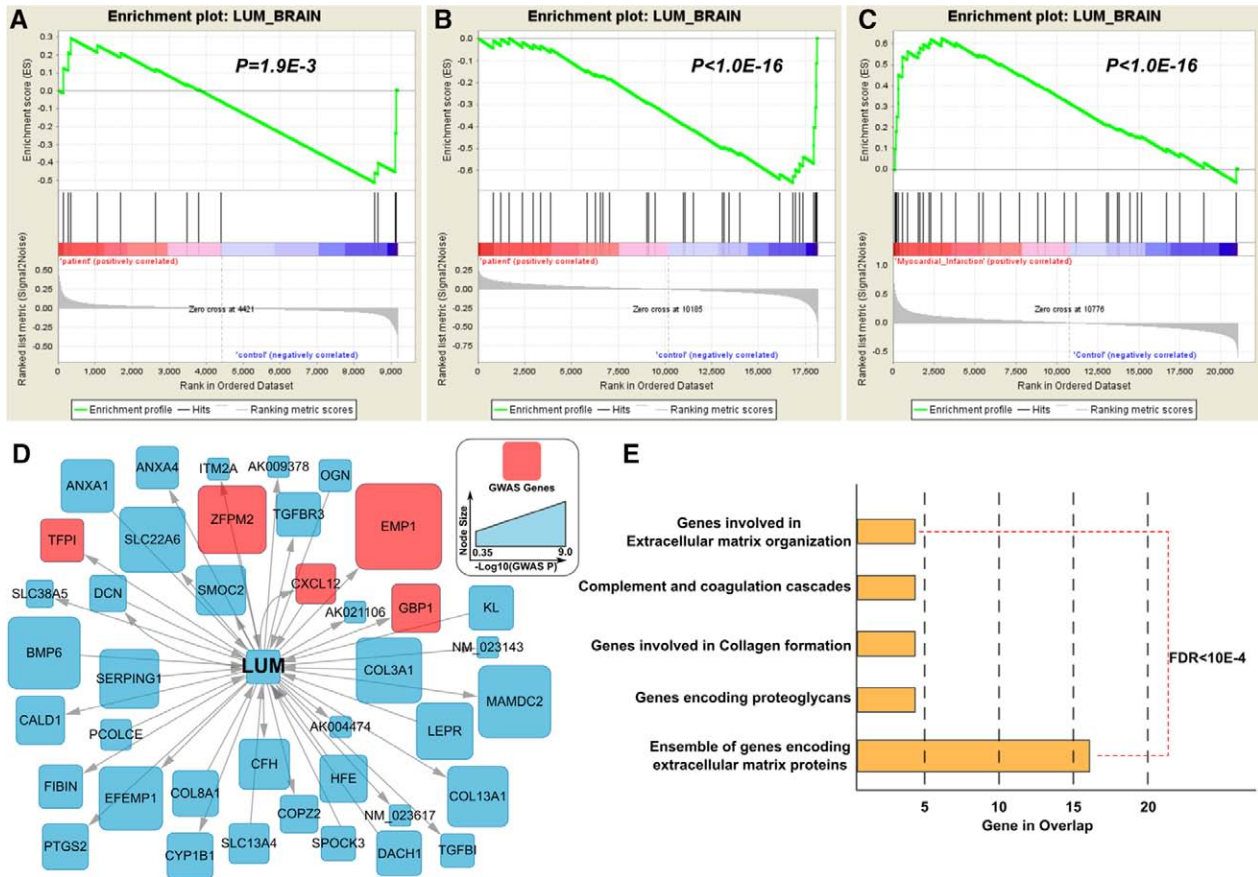 A
Enrichment plot: LUM_BRAIN
P=1.9E-3
Enrichment score (ES)
0.3
0.2
0.1
0.0
-0.1
-0.2
-0.3
-0.4
-0.5
'patient' (positively correlated)
Zero cross at 4421
'control' (negatively correlated)
Ranked list metric (Signal2Noise)
0.50
0.25
0.00
-0.25
-0.50
0 1,000 2,000 3,000 4,000 5,000 6,000 7,000 8,000 9,000
Rank in Ordered Dataset
Enrichment profile Hits Ranking metric scores
B
Enrichment plot: LUM_BRAIN
P<1.0E-16
Enrichment score (ES)
0.0
-0.1
-0.2
-0.3
-0.4
-0.5
-0.6
'patient' (positively correlated)
Zero cross at 10185
'control' (negatively correlated)
Ranked list metric (Signal2Noise)
0.25
0.00
-0.25
-0.50
-0.75
0 2,500 5,000 7,500 10,000 12,500 15,000 17,500
Rank in Ordered Dataset
Enrichment profile Hits Ranking metric scores
C
Enrichment plot: LUM_BRAIN
P<1.0E-16
Enrichment score (ES)
0.6
0.5
0.4
0.3
0.2
0.1
0.0
'Myocardial_Infarction' (positively correlated)
Zero cross at 10776
'Control' (negatively correlated)
Ranked list metric (Signal2Noise)
1.0
0.5
0.0
-0.5
0 2,500 5,000 7,500 10,000 12,500 15,000 17,500 20,000
Rank in Ordered Dataset
Enrichment profile Hits Ranking metric scores
D
ANXA1
ANXA4
ITM2A
AK009378
OGN
TFPI
SLC22A6
ZFPM2
TGFBR3
EMP1
SLC38A5
DCN
SMOC2
CXCL12
AK021106
GBP1
KL
NM_023143
BMP6
SERPING1
LUM
COL3A1
MAMDC2
CALD1
PCOLCE
AK004474
LEPR
FIBIN
EFEMP1
COL8A1
CFH
HFE
COL13A1
COPZ2
NM_023617
PTGS2
CYP1B1
SLC13A4
SPOCK3
DACH1
TGFBI
GWAS Genes
Node Size
0.35 9.0
-Log10(GWAS P)
E
Genes involved in
Extracellular matrix organization
Complement and coagulation cascades
Genes involved in Collagen formation
Genes encoding proteoglycans
Ensemble of genes encoding
extracellular matrix proteins
FDR<10E-4
5 10 15 20
Gene in Overlap